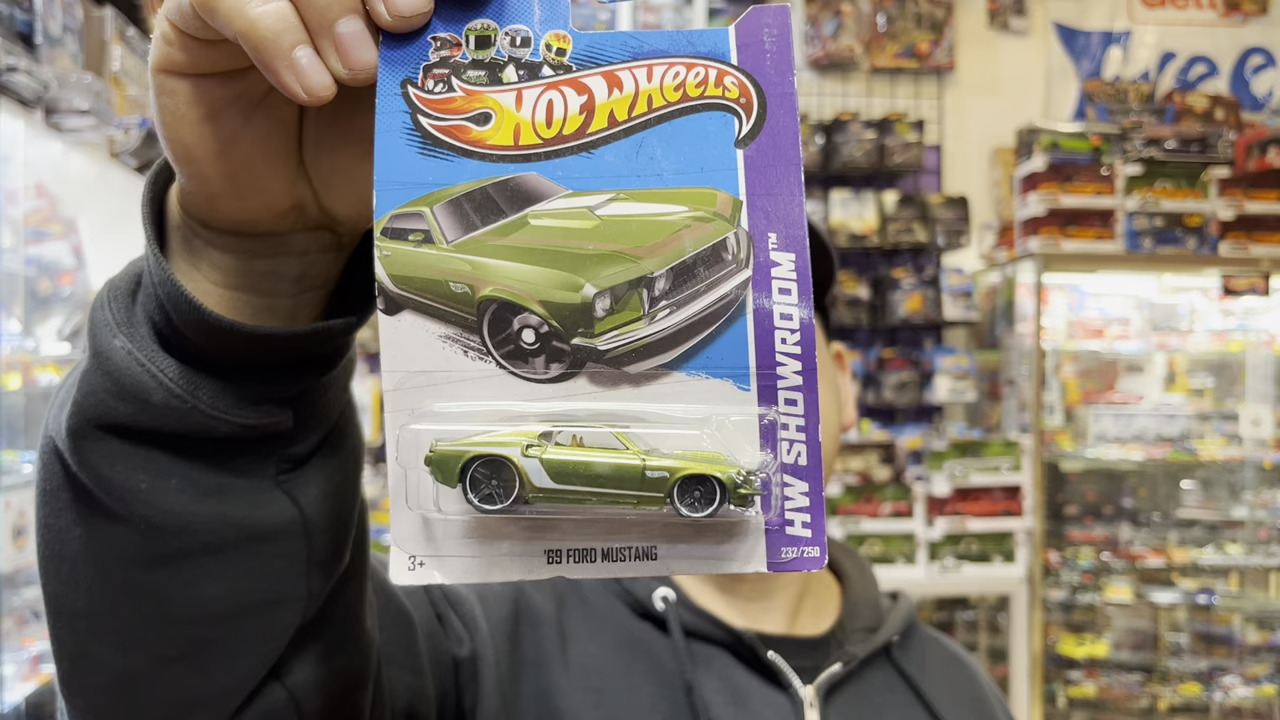 HOT WHEELS
HW SHOWROOM™
232/250
'69 FORD MUSTANG
3+